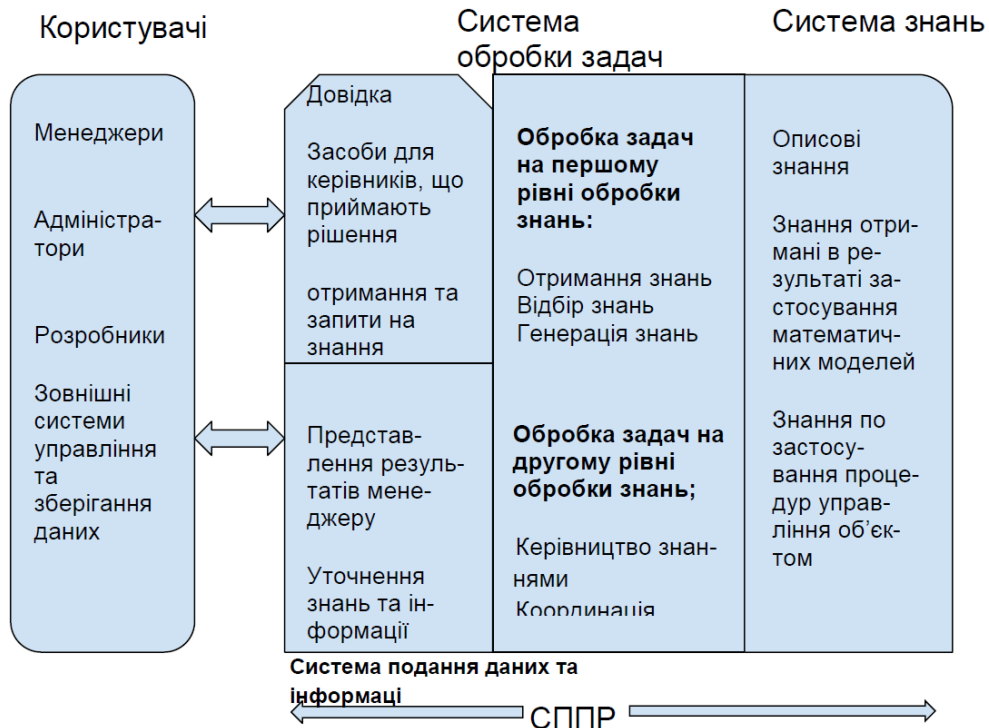 Користувачі
Система
обробки задач
Система знань
Менеджери
Адміністра-
тори
Розробники
Зовнішні
системи
управління
та
зберігання
даних
Довідка
Засоби для
керівників, що
приймають
рішення
отримання та
запити на
знання
Представ-
лення резуль-
татів мене-
джеру
Уточнення
знань та ін-
формації
Обробка задач
на першому
рівні обробки
знань:
Отримання знань
Відбір знань
Генерація знань
Обробка задач на
другому рівні
обробки знань;
Керівництво знан-
нями
Координація
Описові
знання
Знання отри-
мані в ре-
зультаті за-
стосування
математич-
них моделей
Знання по
застосу-
вання проце-
дур управ-
ління об’єк-
том
Система подання даних та
інформаці
СППР